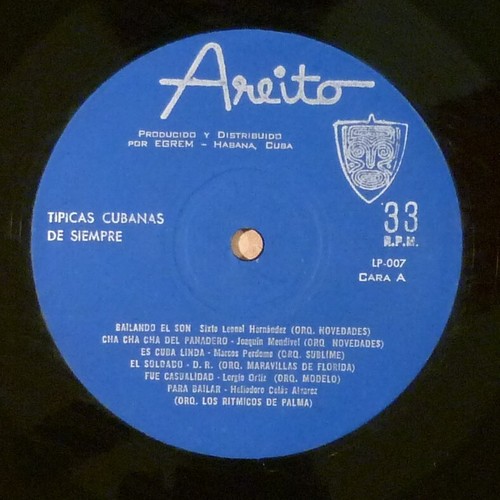 Areito
PRODUCIDO Y DISTRIBUIDO
POR EGREM - HABANA, CUBA
TIPICAS CUBANAS
DE SIEMPRE
33
R.P.M.
LP-007
CARA A
BAILANDO EL SON Sixto Leonel Hernández (ORQ. NOVEDADES)
CHA CHA CHA DEL PANADERO - Joaquín Mendivel (ORQ NOVEDADES)
ES CUBA LINDA - Marcos Perdomo (ORQ. SUBLIME)
EL SOLDADO - D. R. (ORQ. MARAVILLAS DE FLORIDA)
FUE CASUALIDAD - Lergio Ortiz (ORQ. MODELO)
PARA BAILAR - Heliodoro Colás Alvarez
(ORQ. LOS RITMICOS DE PALMA)